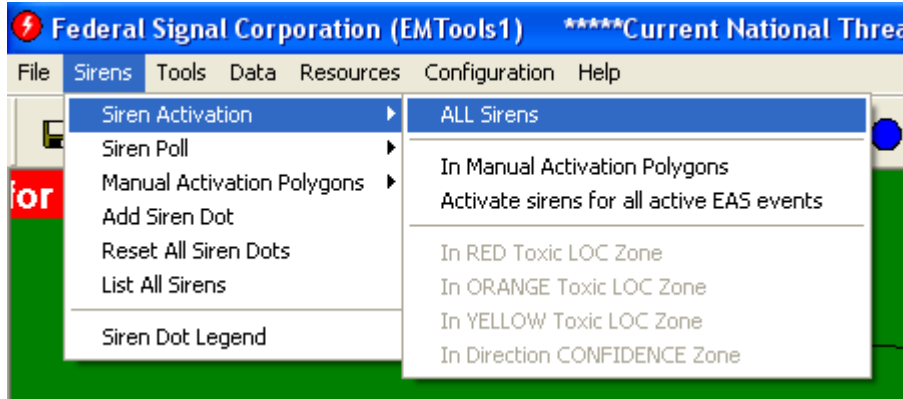 Federal Signal Corporation (EMTools1) *****Current National Threa
File Sirens Tools Data Resources Configuration Help
for
Siren Activation
Siren Poll
Manual Activation Polygons
Add Siren Dot
Reset All Siren Dots
List All Sirens
Siren Dot Legend
ALL Sirens
In Manual Activation Polygons
Activate sirens for all active EAS events
In RED Toxic LOC Zone
In ORANGE Toxic LOC Zone
In YELLOW Toxic LOC Zone
In Direction CONFIDENCE Zone